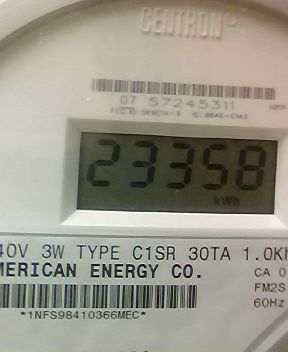 CENTRON®
07 57245311
23358
kWh
40V 3W TYPE C1SR 30TA 1.0Kh
MERICAN ENERGY CO.
CA 0
FM2S
60Hz
*1NFS98410366MEC*